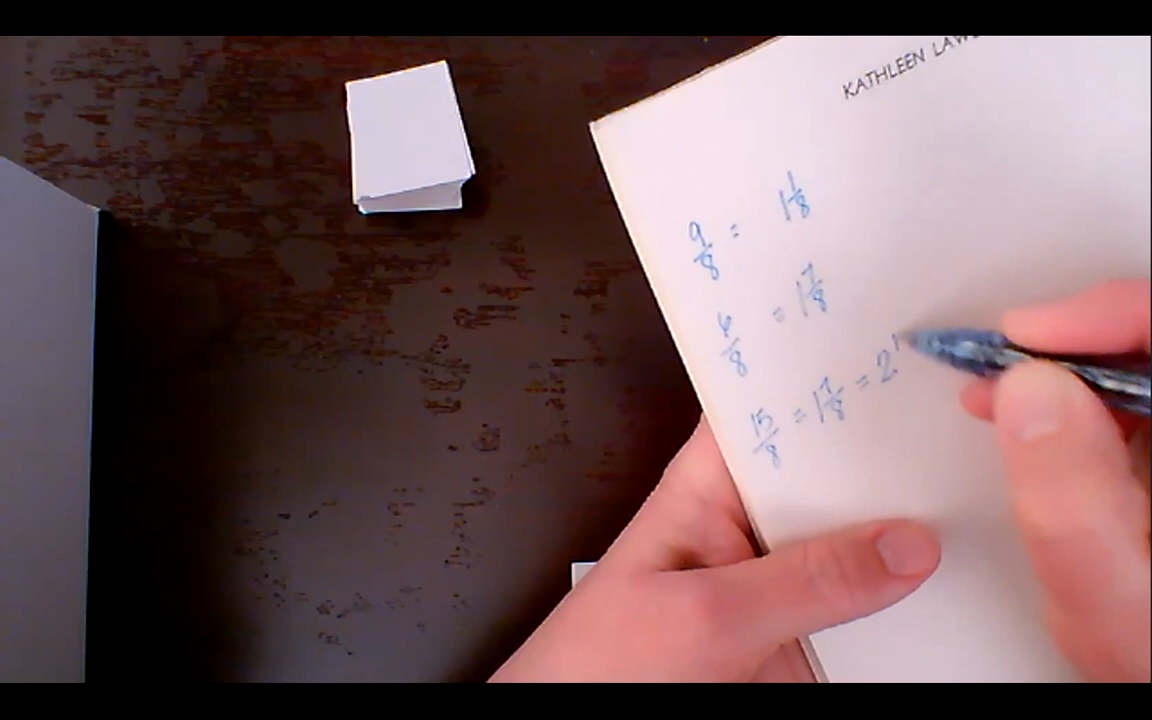 KATHLEEN
9/8 = 1 1/8
6/8 = 1 7/8
15/8 = 1 7/8 = 2